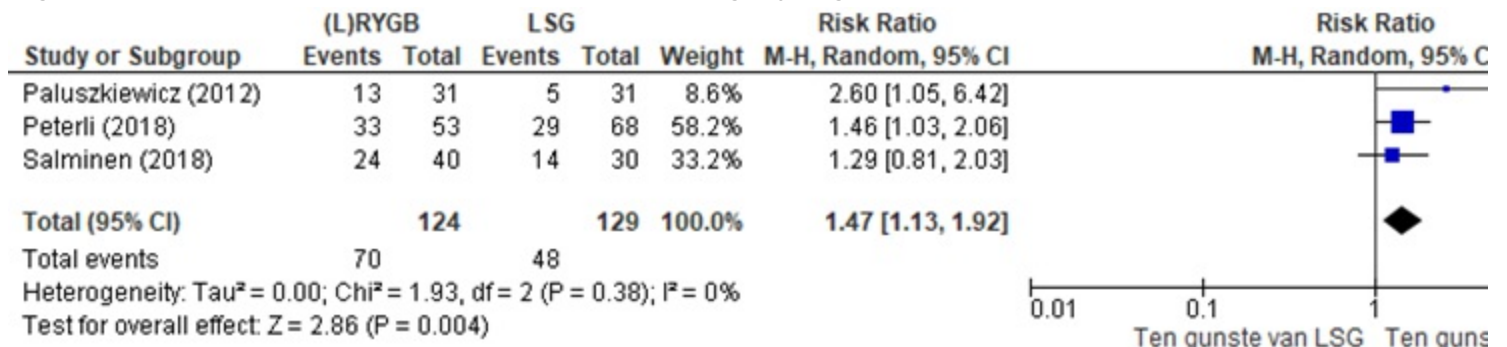 (L)RYGB LSG Risk Ratio Risk Ratio
Study or Subgroup Events Total Events Total Weight M-H, Random, 95% CI M-H, Random, 95% C
Paluszkiewicz (2012) 13 31 5 31 8.6% 2.60 [1.05, 6.42]
Peterli (2018) 33 53 29 68 58.2% 1.46 [1.03, 2.06]
Salminen (2018) 24 40 14 30 33.2% 1.29 [0.81, 2.03]
Total (95% CI) 124 129 100.0% 1.47 [1.13, 1.92]
Total events 70 48
Heterogeneity: Tau² = 0.00; Chi² = 1.93, df = 2 (P = 0.38); I² = 0%
Test for overall effect: Z = 2.86 (P = 0.004)
0.01 0.1 1
Ten gunste van LSG Ten guns